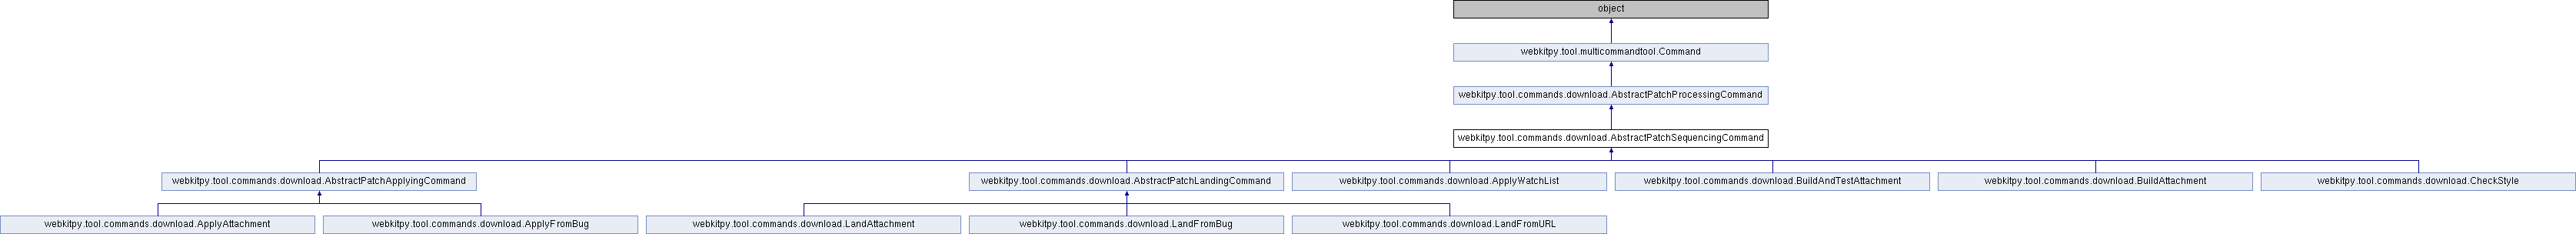 object
webkitpy.tool.multicommandtool.Command
webkitpy.tool.commands.download.AbstractPatchProcessingCommand
webkitpy.tool.commands.download.AbstractPatchSequencingCommand
webkitpy.tool.commands.download.AbstractPatchApplyingCommand
webkitpy.tool.commands.download.AbstractPatchLandingCommand
webkitpy.tool.commands.download.ApplyWatchList
webkitpy.tool.commands.download.BuildAndTestAttachment
webkitpy.tool.commands.download.BuildAttachment
webkitpy.tool.commands.download.CheckStyle
webkitpy.tool.commands.download.ApplyAttachment
webkitpy.tool.commands.download.ApplyFromBug
webkitpy.tool.commands.download.LandAttachment
webkitpy.tool.commands.download.LandFromBug
webkitpy.tool.commands.download.LandFromURL